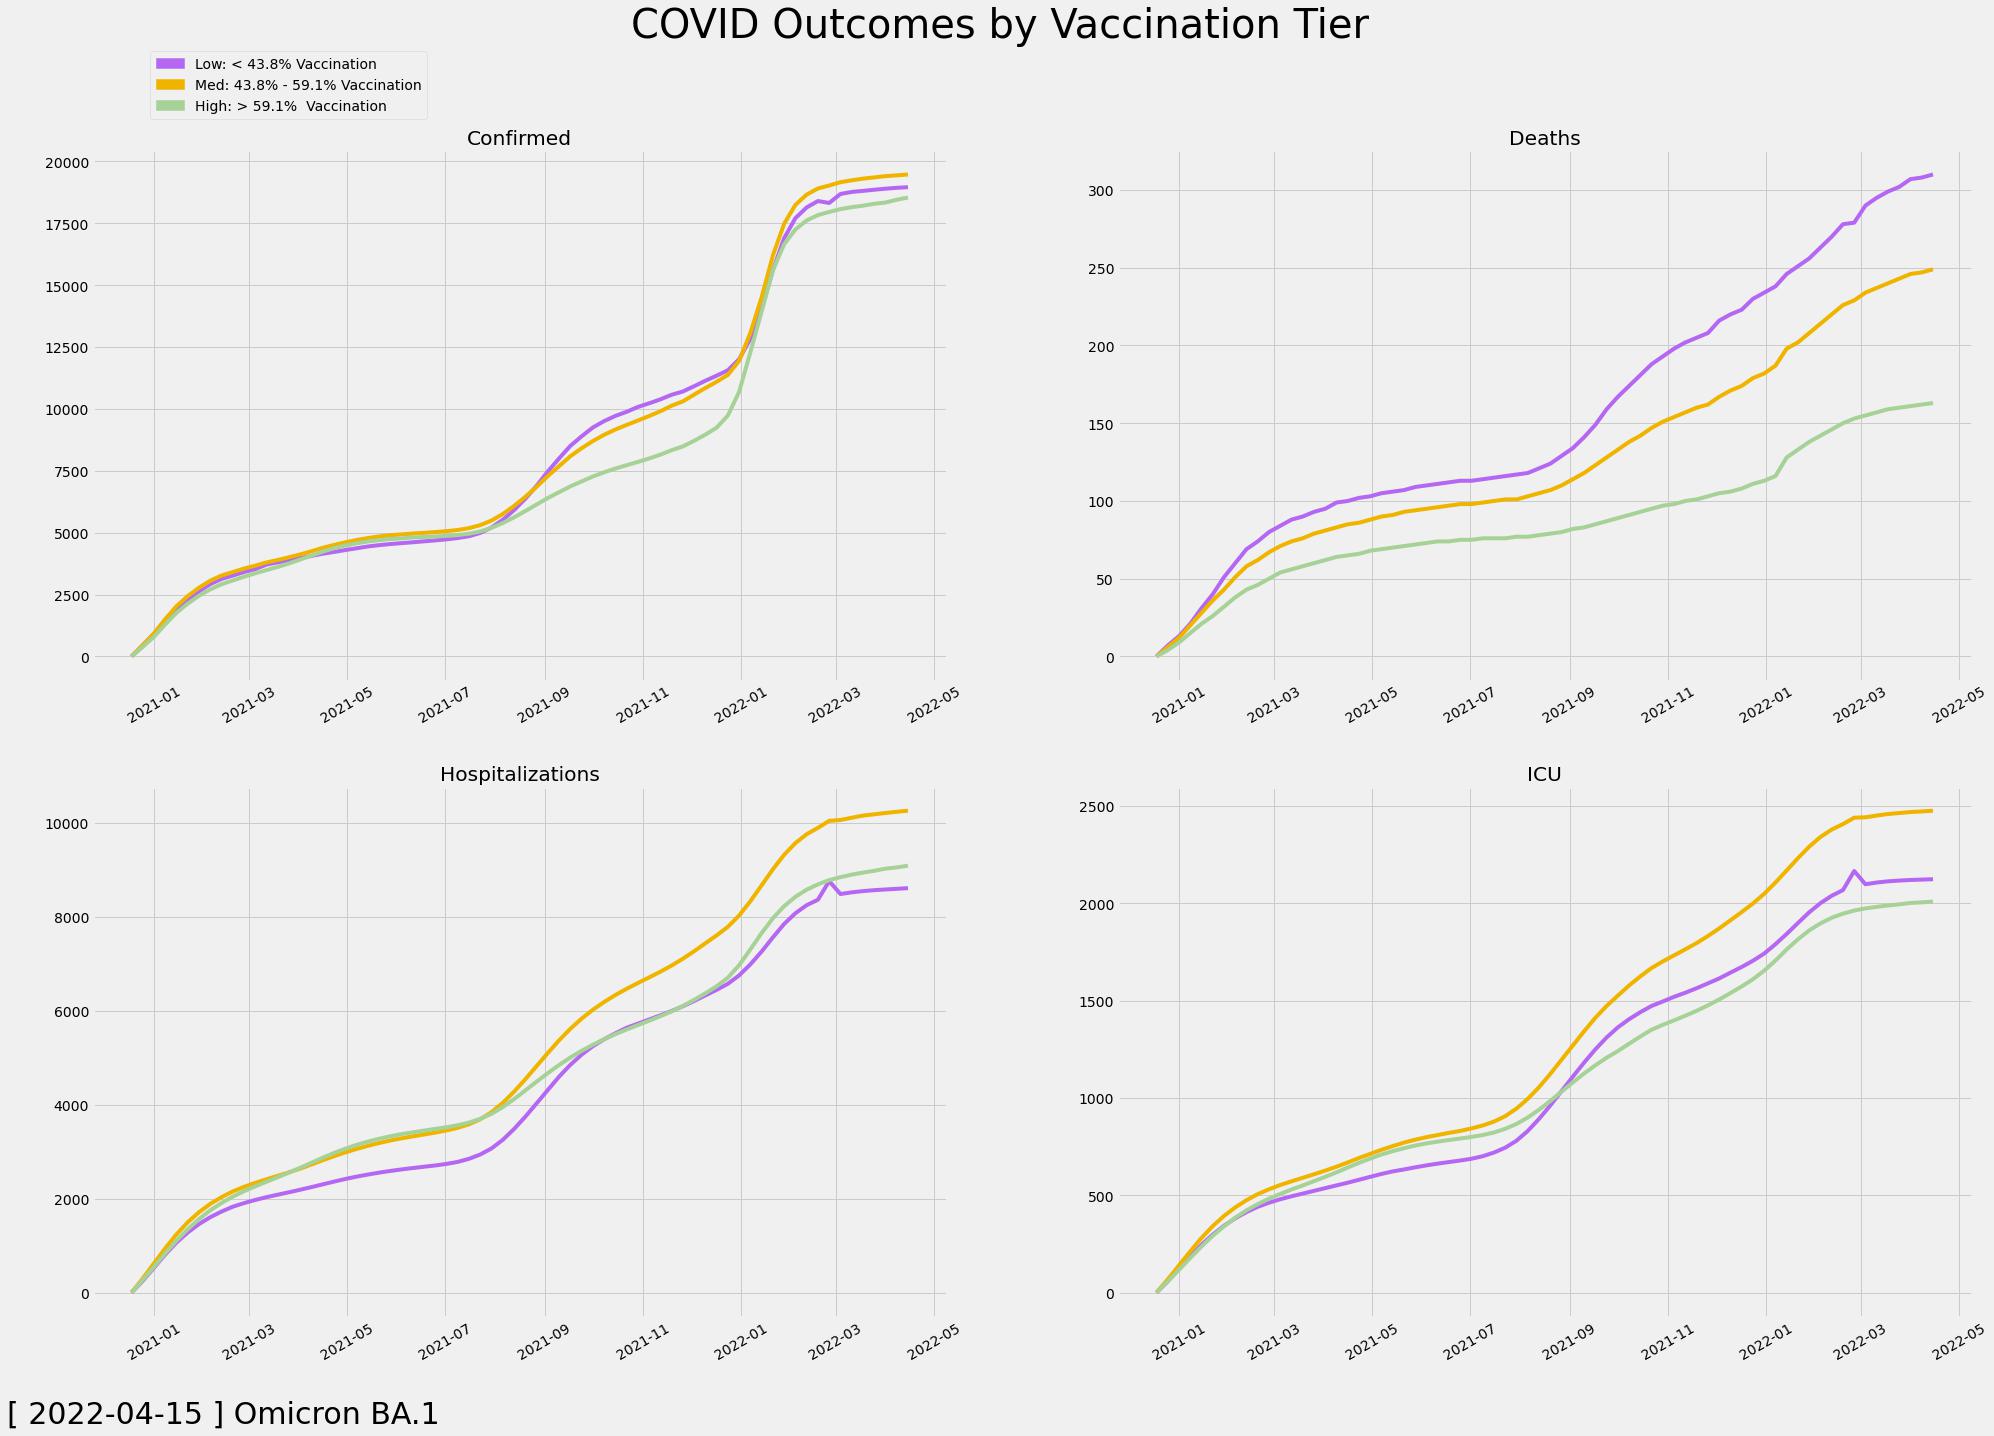 COVID Outcomes by Vaccination Tier
Low: < 43.8% Vaccination
Med: 43.8% - 59.1% Vaccination
High: > 59.1%  Vaccination
Confirmed
20000
17500
15000
12500
10000
7500
5000
2500
0
2021-01 2021-03 2021-05 2021-07 2021-09 2021-11 2022-01 2022-03 2022-05
Deaths
300
250
200
150
100
50
0
2021-01 2021-03 2021-05 2021-07 2021-09 2021-11 2022-01 2022-03 2022-05
Hospitalizations
10000
8000
6000
4000
2000
0
2021-01 2021-03 2021-05 2021-07 2021-09 2021-11 2022-01 2022-03 2022-05
ICU
2500
2000
1500
1000
500
0
2021-01 2021-03 2021-05 2021-07 2021-09 2021-11 2022-01 2022-03 2022-05
[ 2022-04-15 ] Omicron BA.1